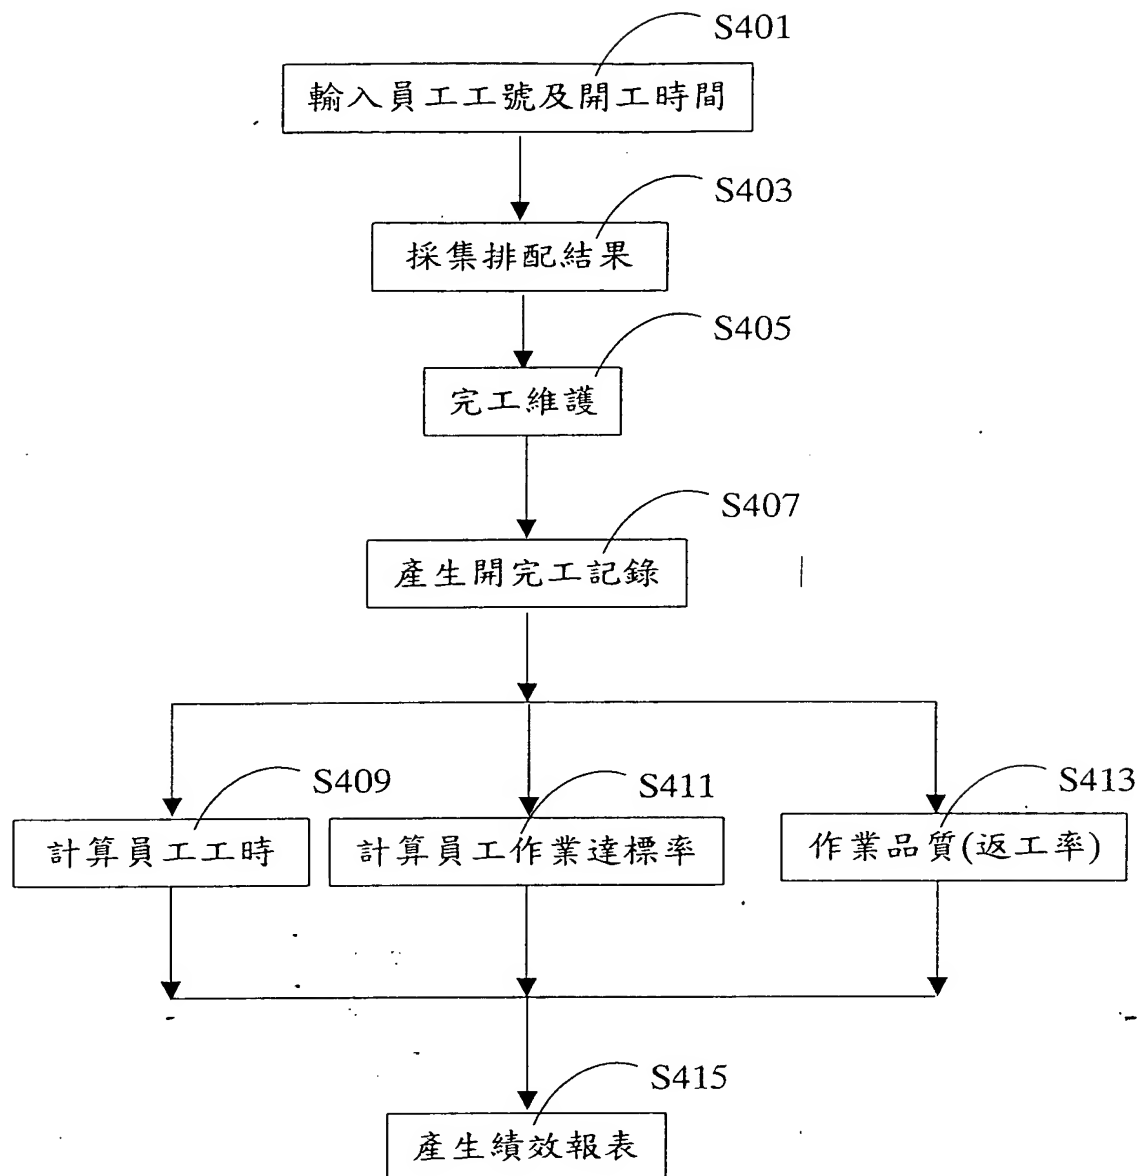 S401
輸入員工工號及開工時間
S403
採集排配結果
S405
完工維護
S407
產生開完工記錄
S409
計算員工工時
S411
計算員工作業達標率
S413
作業品質(返工率)
S415
產生績效報表